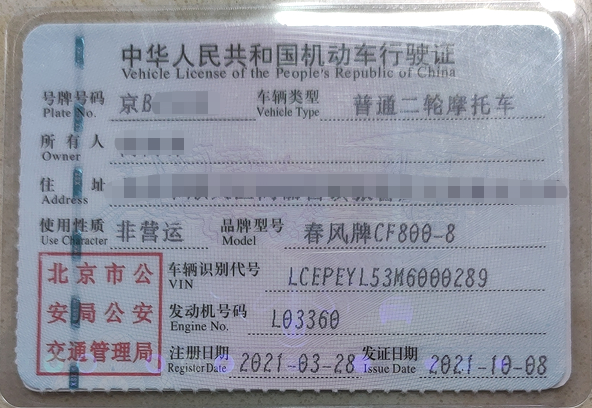 中华人民共和国机动车行驶证
Vehicle License of the People's Republic of China
号牌号码 京B 车辆类型 普通二轮摩托车
Plate No. Vehicle Type
所有人
Owner
住址
Address
使用性质 非营运 品牌型号 春风牌CF800-8
Use Character Model
北京市公
安局公安
交通管理局
车辆识别代号 LCEPEYL53M6000289
VIN
发动机号码 L03360
Engine No.
注册日期 2021-03-28 发证日期 2021-10-08
Register Date Issue Date